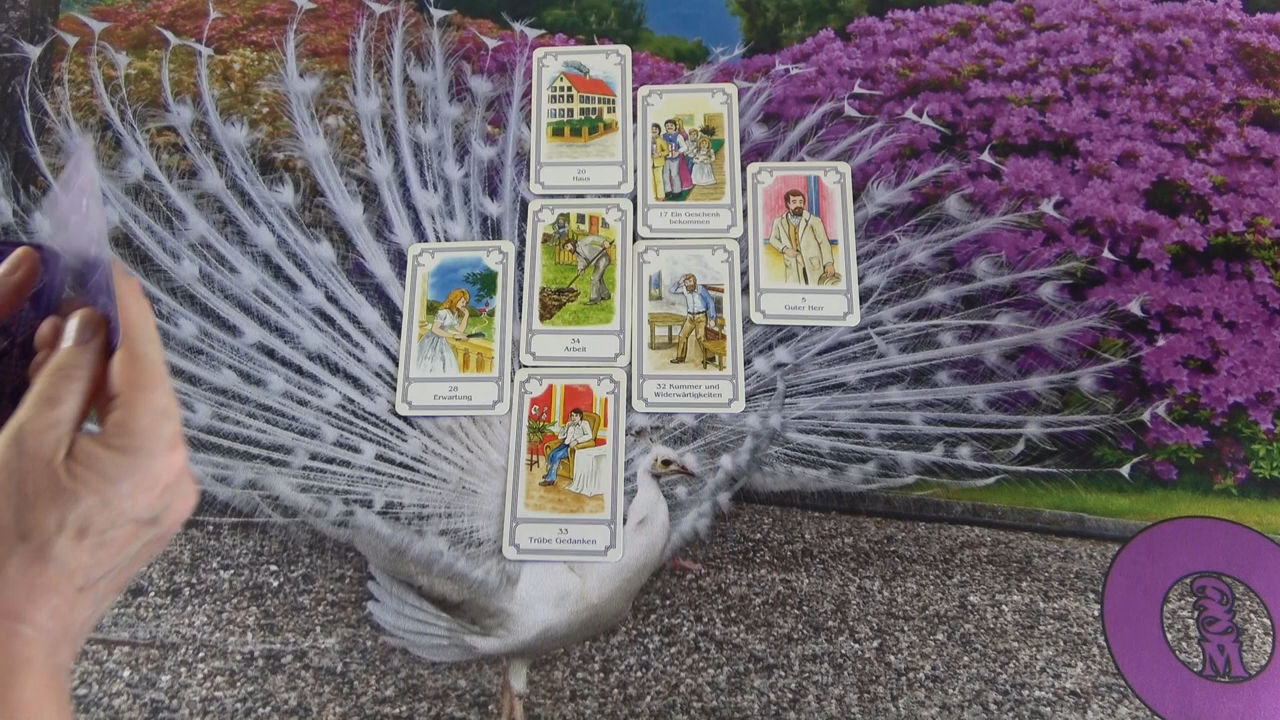 20
Haus
17 Ein Geschenk
bekommen
5
Guter Herr
34
Arbeit
28
Erwartung
32 Kummer und
Widerwärtigkeiten
33
Trübe Gedanken